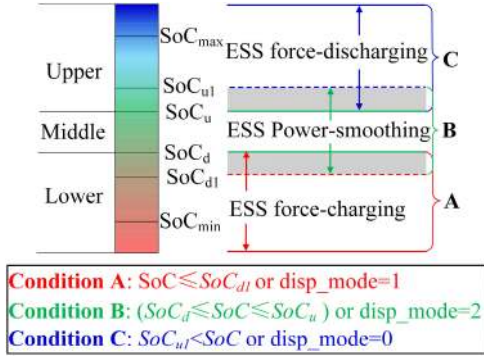 SoCmax
ESS force-discharging
C
Upper
SoCu1
SoCu
Middle
ESS Power-smoothing
B
SoCd
SoCd1
Lower
ESS force-charging
A
SoCmin
Condition A: SoC≤SoCd1 or disp_mode=1
Condition B: (SoCd≤SoC≤SoCu ) or disp_mode=2
Condition C: SoCu1<SoC or disp_mode=0